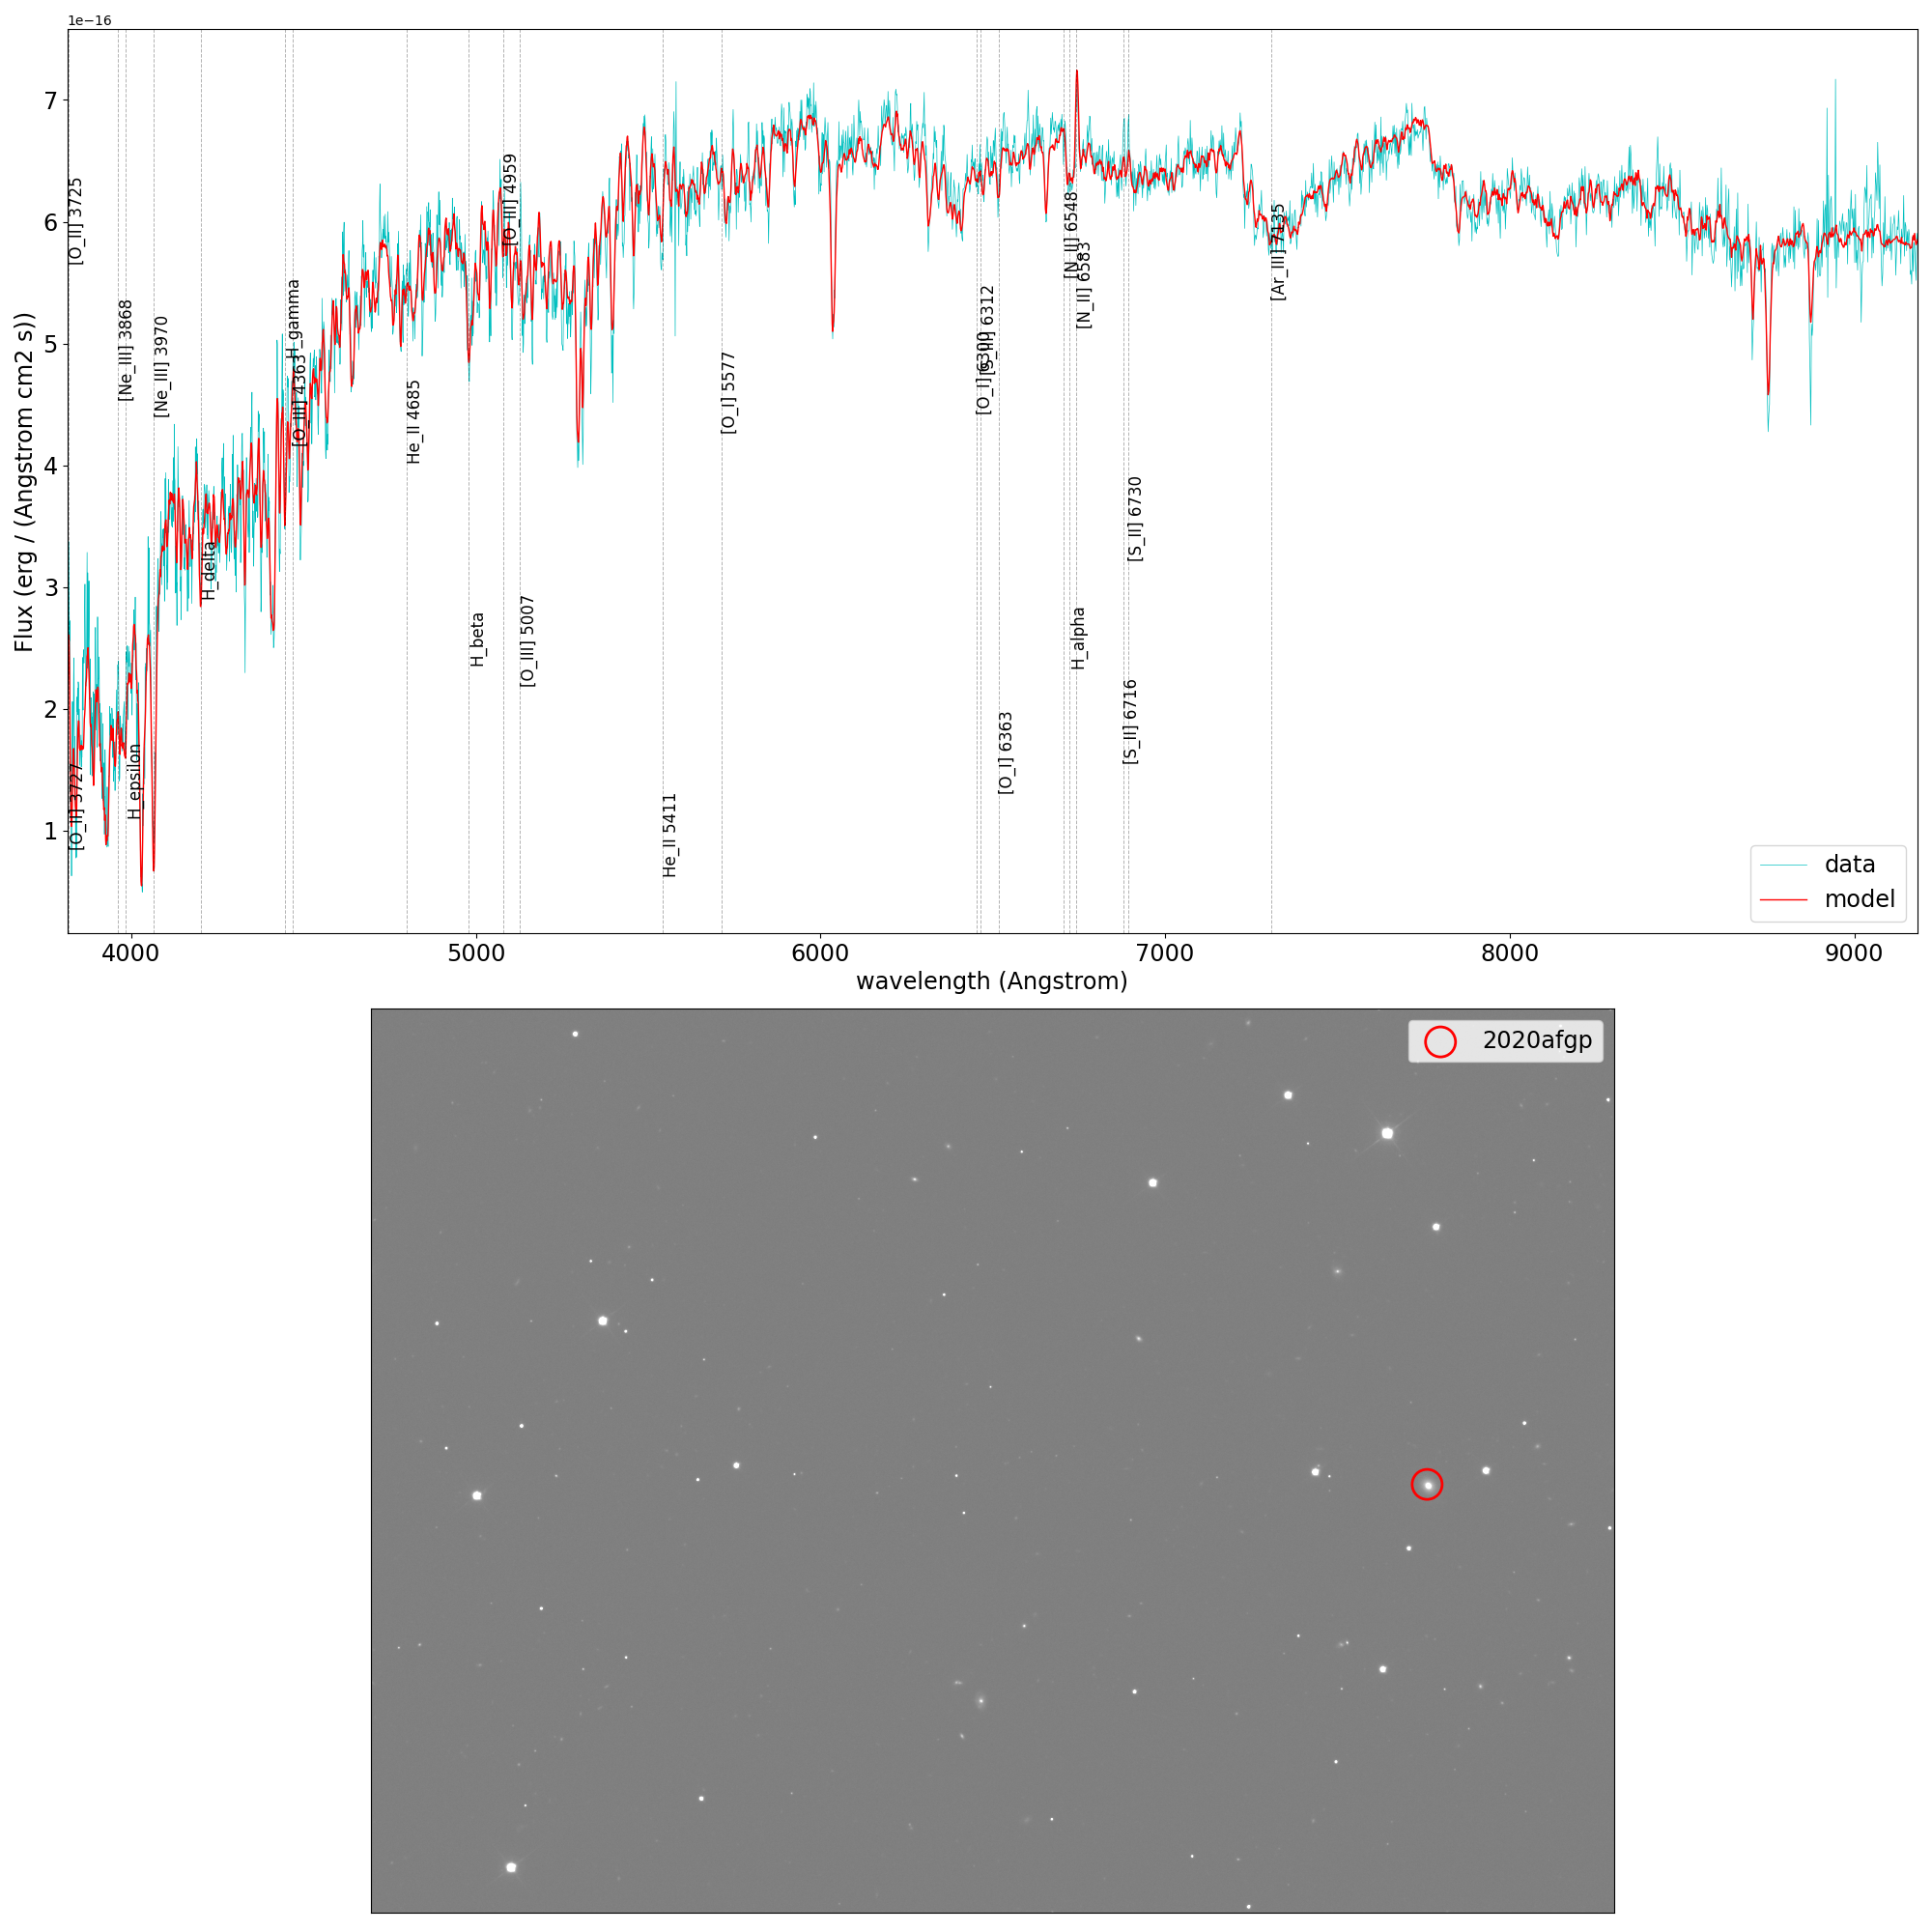 1e−16
Flux (erg / (Angstrom cm2 s))
7
6
5
4
3
2
1
[O_II] 3725
[O_II] 3727
[Ne_III] 3868
H_epsilon
[Ne_III] 3970
H_delta
H_gamma
[O_III] 4363
He_II 4685
H_beta
[O_III] 4959
[O_III] 5007
He_II 5411
[O_I] 5577
[O_I] 6300
[S_III] 6312
[O_I] 6363
[N_II] 6548
H_alpha
[N_II] 6583
[S_II] 6716
[S_II] 6730
[Ar_III] 7135
data
model
4000 5000 6000 7000 8000 9000
wavelength (Angstrom)
2020afgp